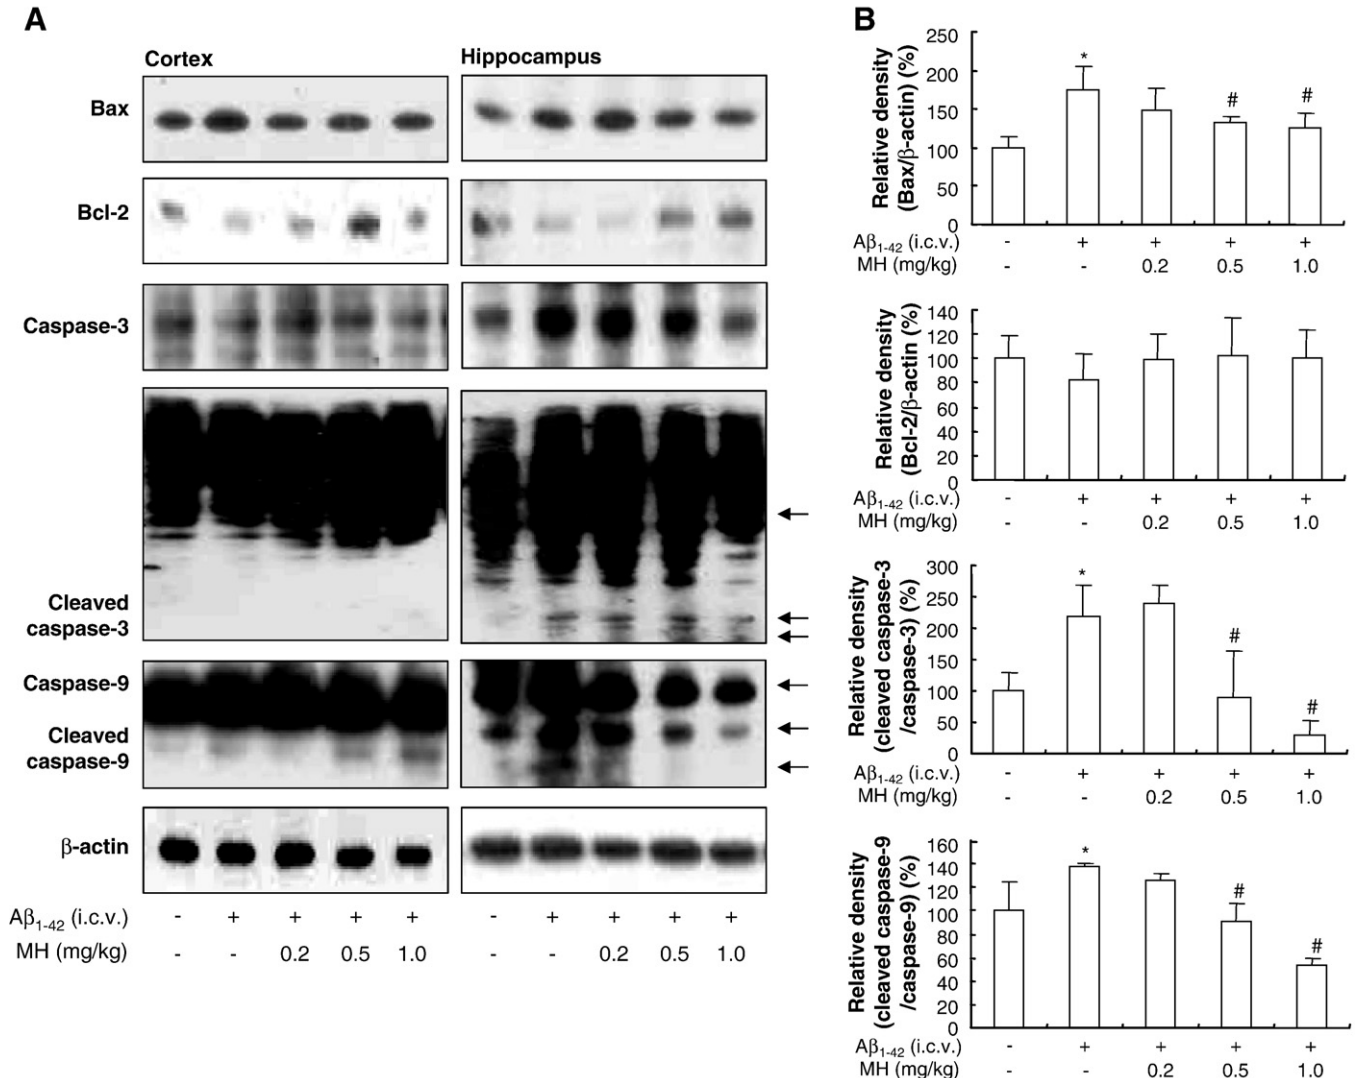 A
Cortex
Hippocampus
Bax
Bcl-2
Caspase-3
Cleaved
caspase-3
Caspase-9
Cleaved
caspase-9
β-actin
Aβ1-42 (i.c.v.) - + + + + - + + + +
MH (mg/kg) - - 0.2 0.5 1.0 - - 0.2 0.5 1.0
B
Relative density
(Bax/β-actin) (%)
250
200
150
100
50
0
*
#
#
Aβ1-42 (i.c.v.) - + + + +
MH (mg/kg) - - 0.2 0.5 1.0
Relative density
(Bcl-2/β-actin (%)
140
120
100
80
60
40
20
0
Aβ1-42 (i.c.v.) - + + + +
MH (mg/kg) - - 0.2 0.5 1.0
Relative density
(cleaved caspase-3
/caspase-3) (%)
300
250
200
150
100
50
0
*
#
#
Aβ1-42 (i.c.v.) - + + + +
MH (mg/kg) - - 0.2 0.5 1.0
Relative density
(cleaved caspase-9
/caspase-9) (%)
160
140
120
100
80
60
40
20
0
*
#
#
Aβ1-42 (i.c.v.) - + + + +
MH (mg/kg) - - 0.2 0.5 1.0